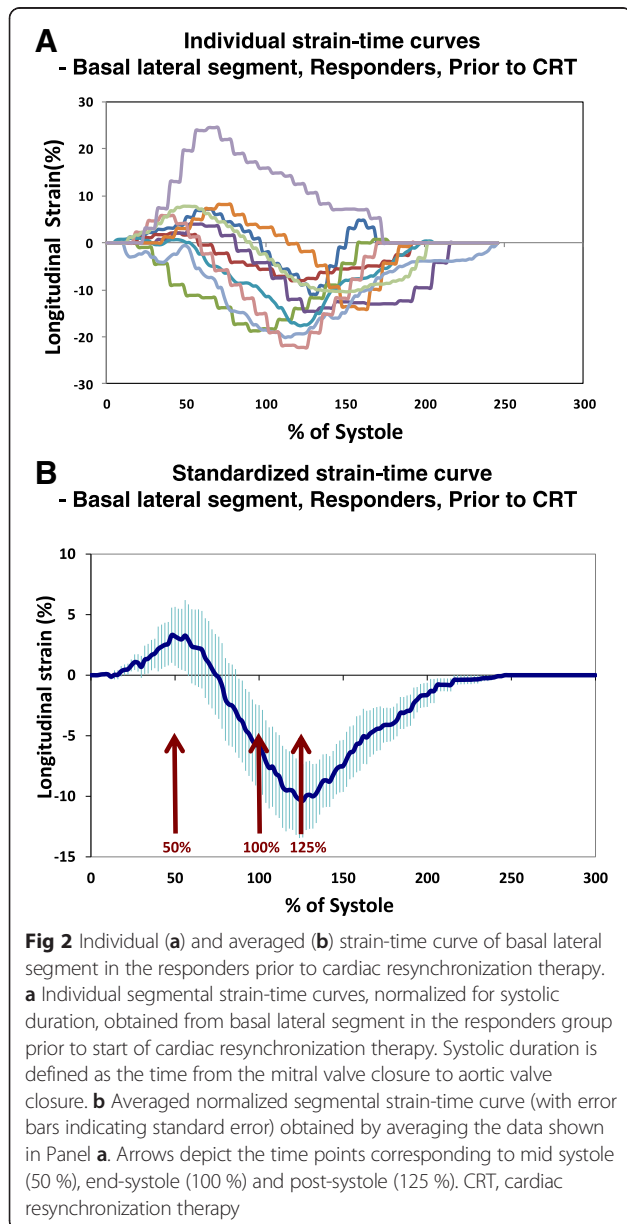 A
Individual strain-time curves
- Basal lateral segment, Responders, Prior to CRT
Longitudinal Strain(%)
30
20
10
0
-10
-20
-30
0
50
100
150
200
250
300
% of Systole
B
Standardized strain-time curve
- Basal lateral segment, Responders, Prior to CRT
Longitudinal strain (%)
10
5
0
-5
-10
-15
50%
100%
125%
0
50
100
150
200
250
300
% of Systole
Fig 2 Individual (a) and averaged (b) strain-time curve of basal lateral
segment in the responders prior to cardiac resynchronization therapy.
a Individual segmental strain-time curves, normalized for systolic
duration, obtained from basal lateral segment in the responders group
prior to start of cardiac resynchronization therapy. Systolic duration is
defined as the time from the mitral valve closure to aortic valve
closure. b Averaged normalized segmental strain-time curve (with error
bars indicating standard error) obtained by averaging the data shown
in Panel a. Arrows depict the time points corresponding to mid systole
(50 %), end-systole (100 %) and post-systole (125 %). CRT, cardiac
resynchronization therapy